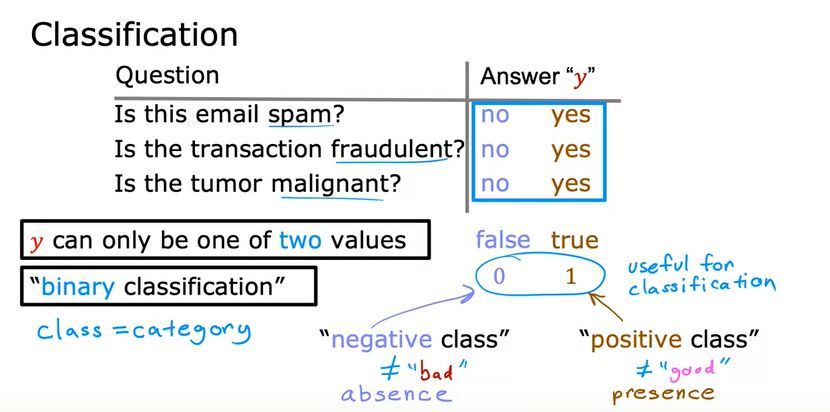 Classification
Question Answer “y”
Is this email spam? no yes
Is the transaction fraudulent? no yes
Is the tumor malignant? no yes
y can only be one of two values false true
0 1 useful for
classification
“binary classification”
class = category
“negative class” “positive class”
≠ "bad" ≠ "good"
absence presence